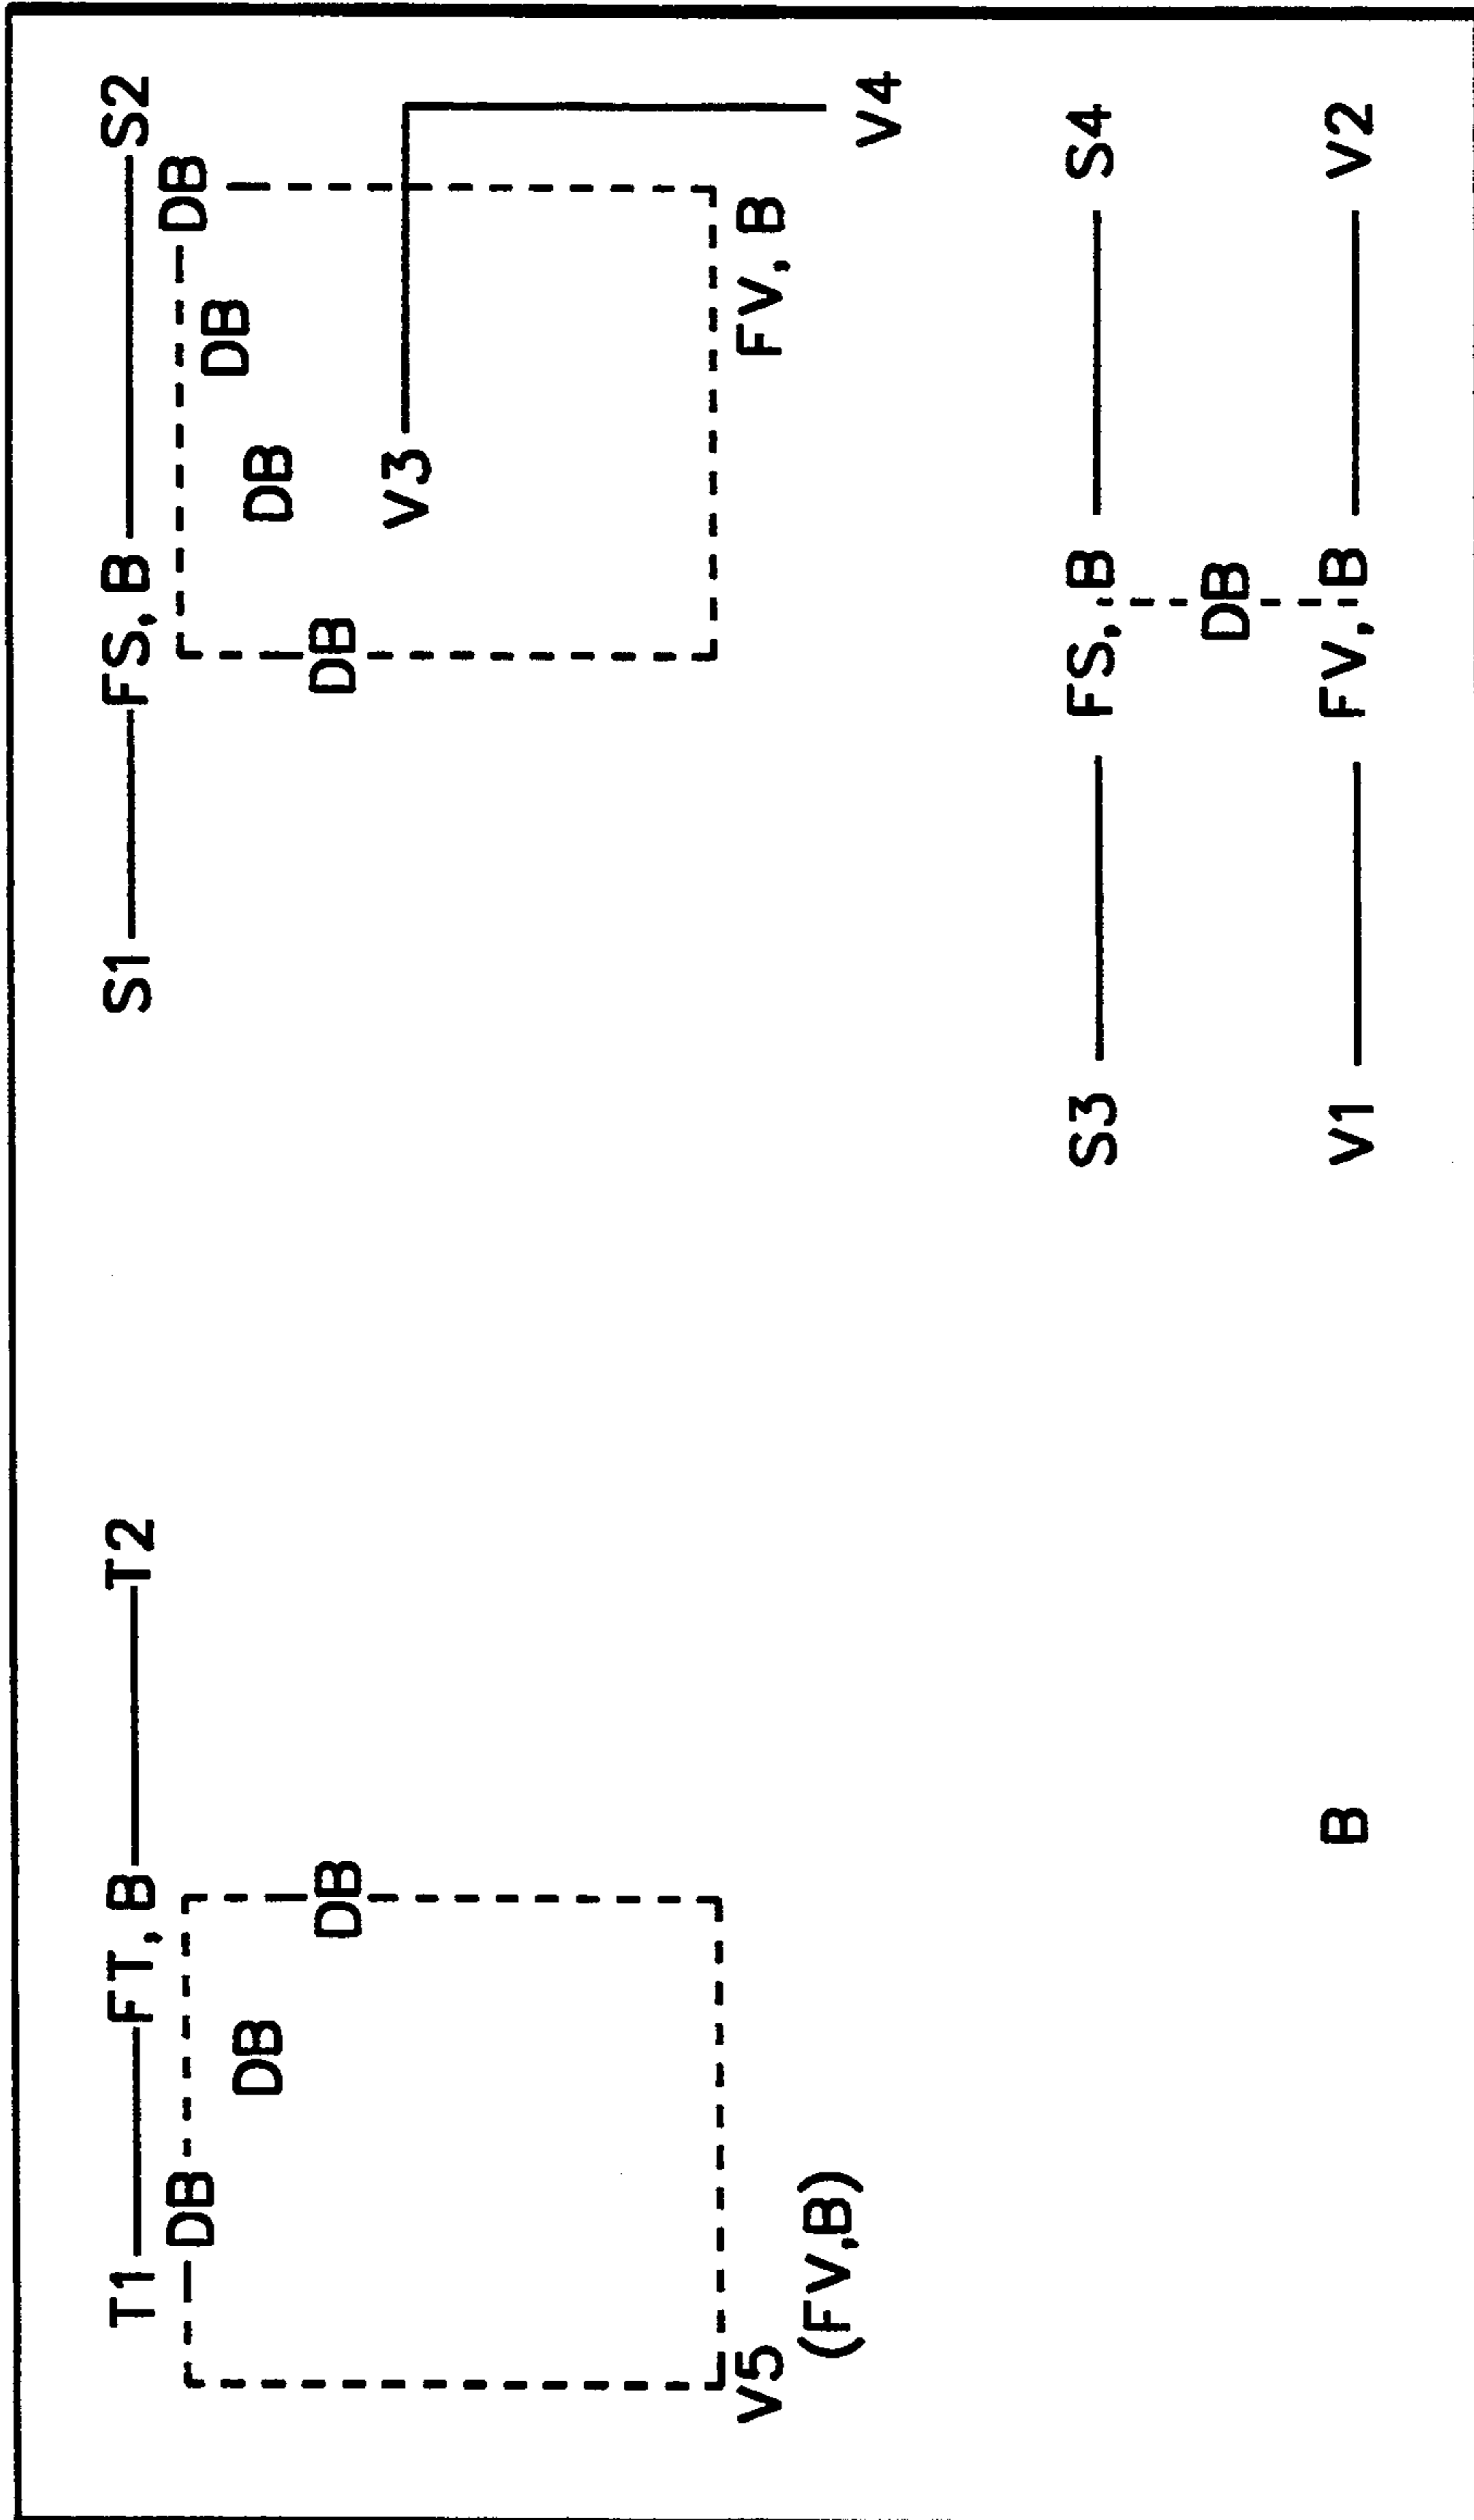 T1 FT,B T2 S1 FS,B S2
DB DB
DB
DB DB
DB DB
V3
V5 FV,B
(FV,B) V4
S3 FS,B S4
DB
B V1 FV,B V2